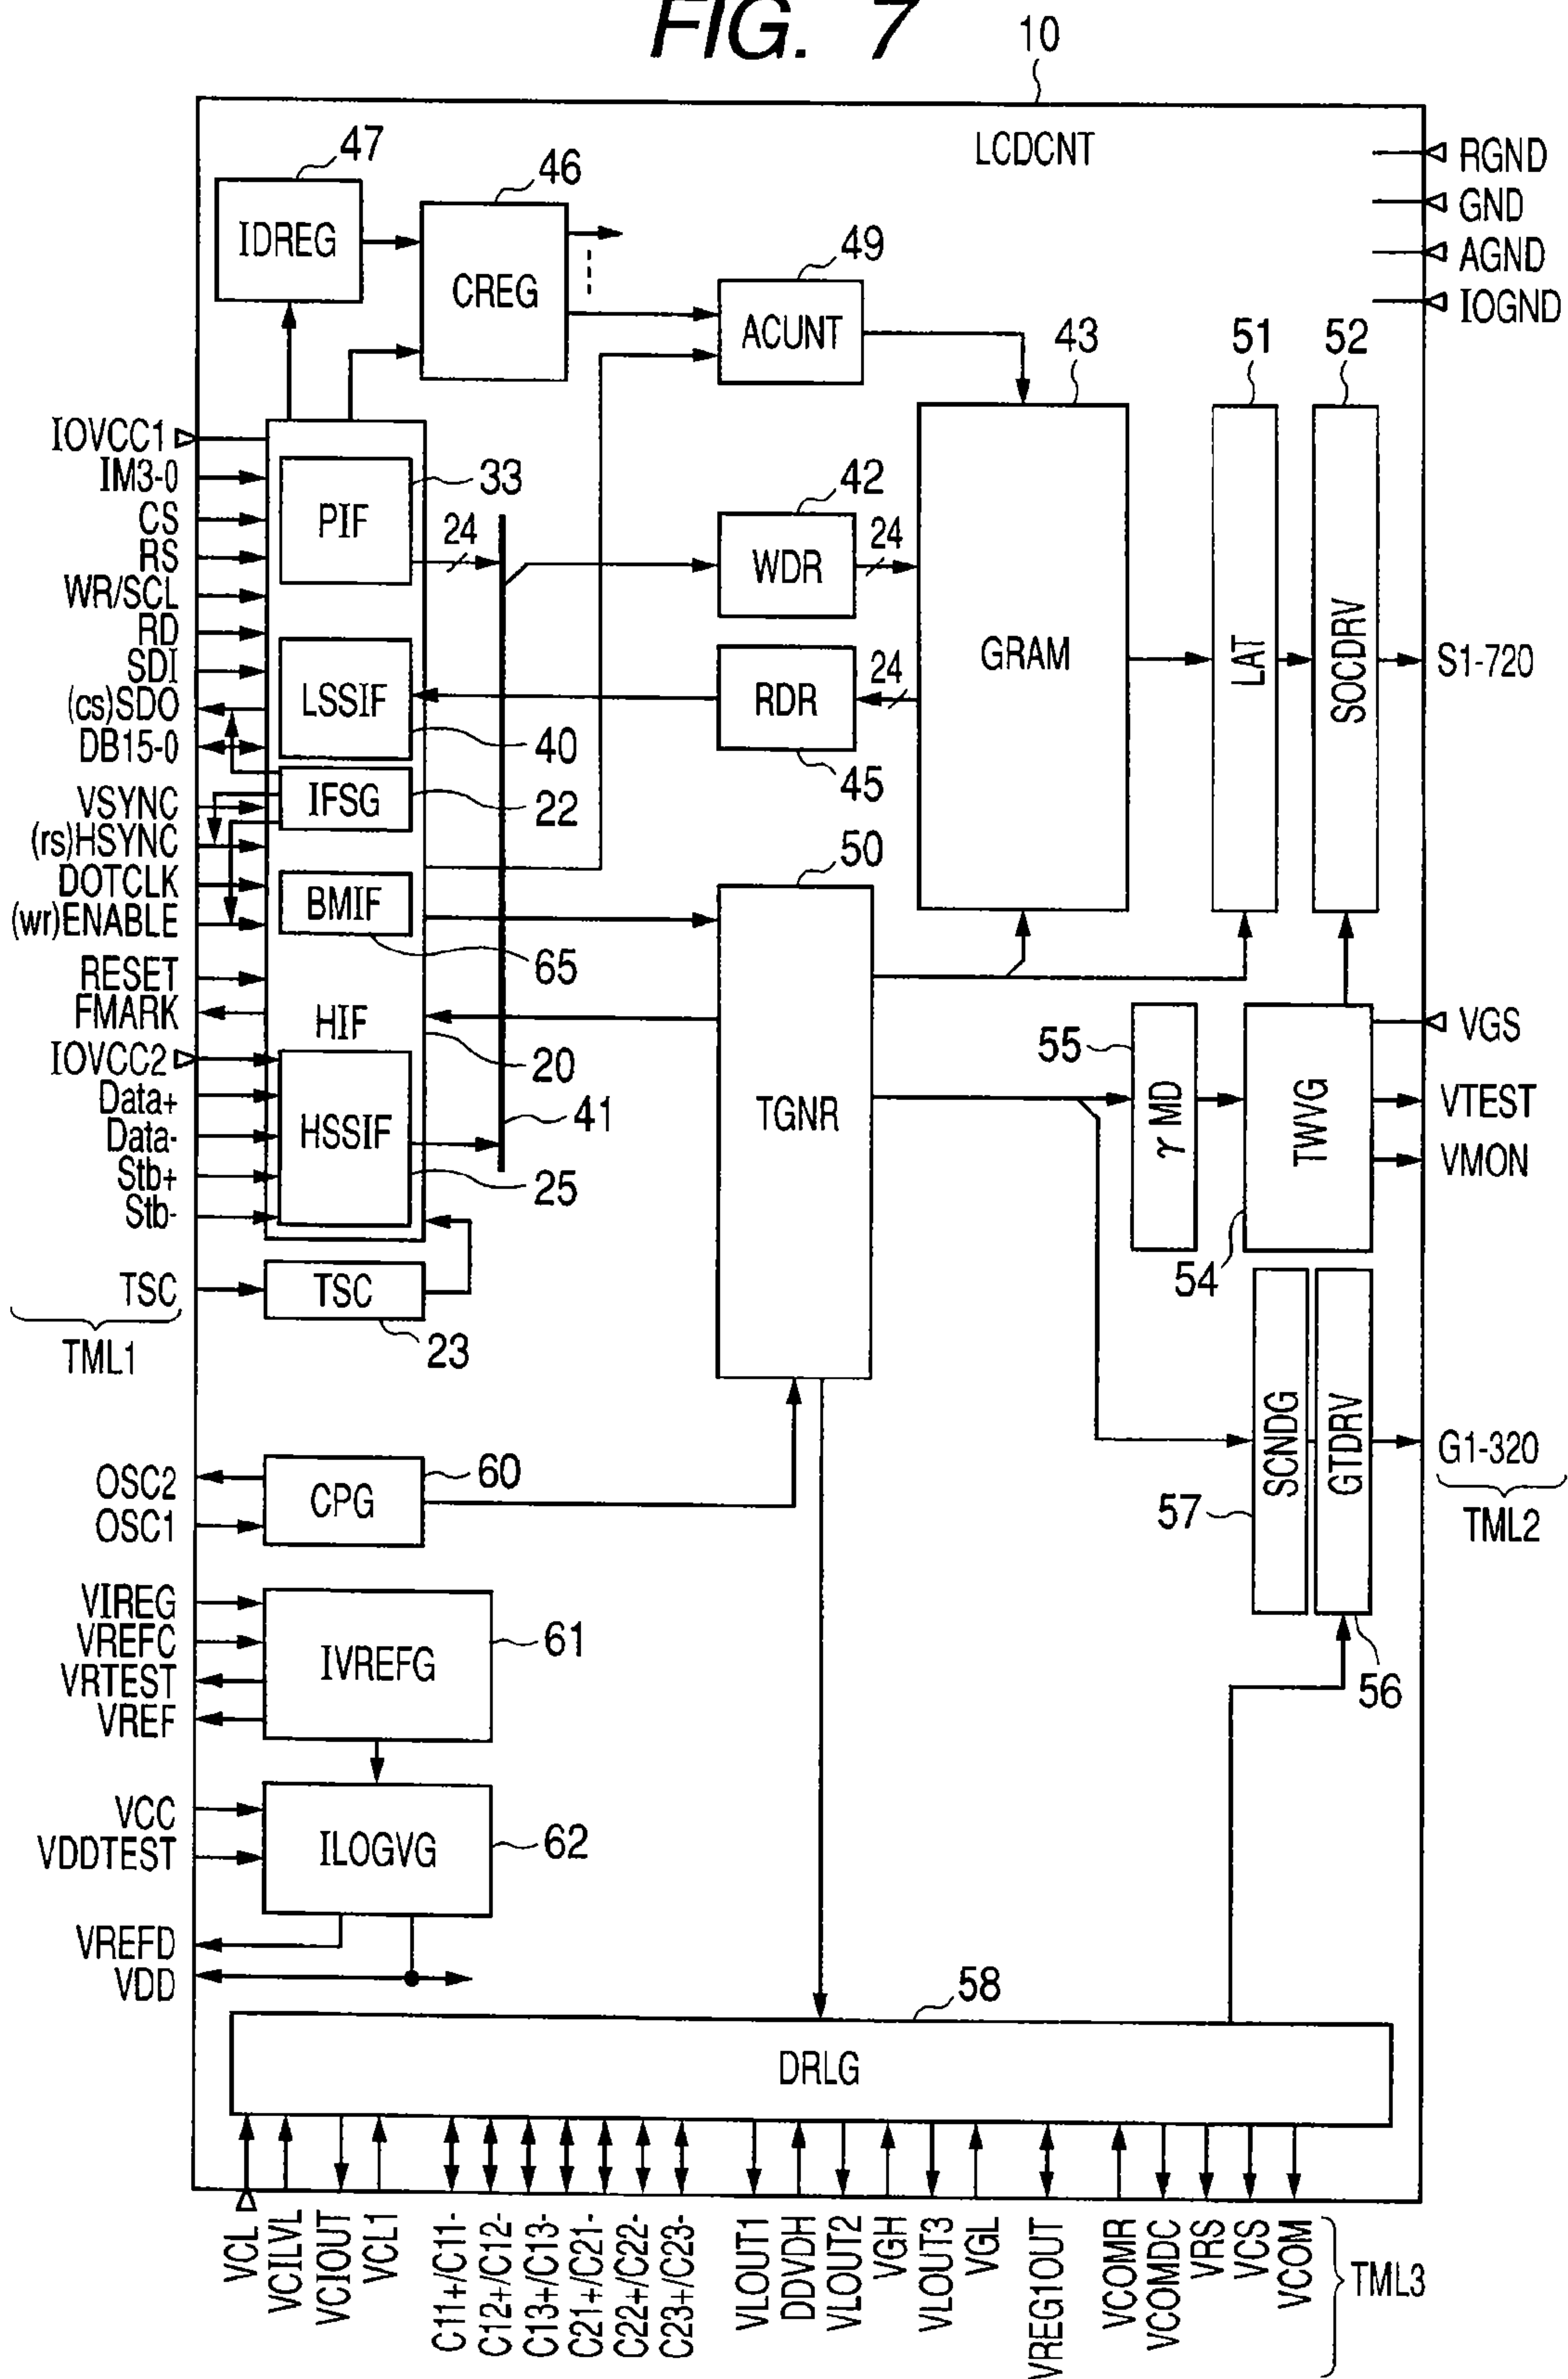 FIG. 7
10
LCDCNT
47
IDREG
46
CREG
49
ACUNT
RGND
GND
AGND
IOGND
43
GRAM
51
LAT
52
SOCDRV
IOVCC1
IM3-0
CS
RS
WR/SCL
RD
SDI
(cs)SDO
DB15-0
VSYNC
(rs)HSYNC
DOTCLK
(wr)ENABLE
RESET
FMARK
IOVCC2
Data+
Data-
Stb+
Stb-
TSC
TML1
PIF
33
24
LSSIF
40
IFSG
22
BMIF
65
HIF
20
HSSIF
25
41
TSC
23
42
WDR
24
RDR
24
45
50
TGNR
S1-720
55
γ MD
TWVG
54
VGS
VTEST
VMON
SCNDG
57
GTDRV
56
G1-320
TML2
OSC2
OSC1
CPG
60
VIREG
VREFC
VRTEST
VREF
IVREFG
61
VCC
VDDTEST
ILOGVG
62
VREFD
VDD
58
DRLG
VCL
VCILVL
VCIOUT
VCL1
C11+/C11-
C12+/C12-
C13+/C13-
C21+/C21-
C22+/C22-
C23+/C23-
VLOUT1
DDVDH
VLOUT2
VGH
VLOUT3
VGL
VREG1OUT
VCOMR
VCOMDC
VRS
VCS
VCOM
TML3